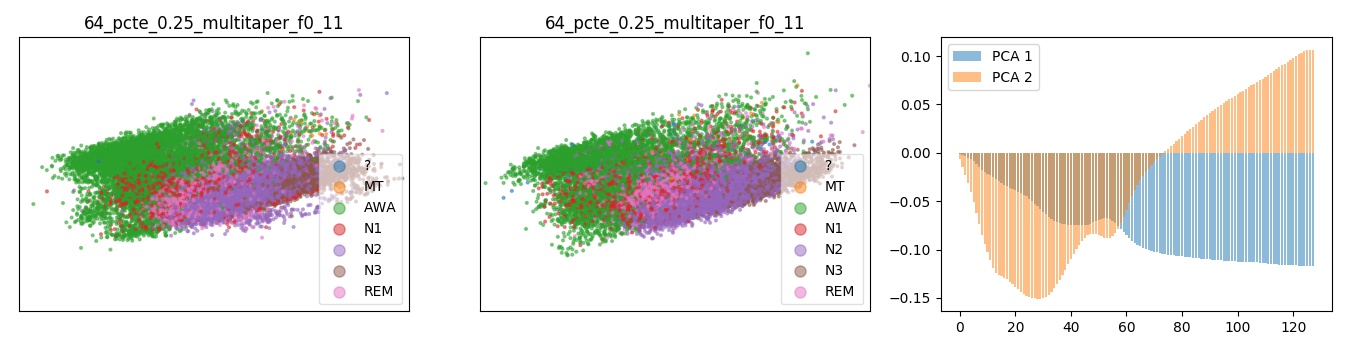 64_pcte_0.25_multitaper_f0_11
?
MT
AWA
N1
N2
N3
REM
64_pcte_0.25_multitaper_f0_11
?
MT
AWA
N1
N2
N3
REM
PCA 1
PCA 2
0.10
0.05
0.00
−0.05
−0.10
−0.15
0 20 40 60 80 100 120